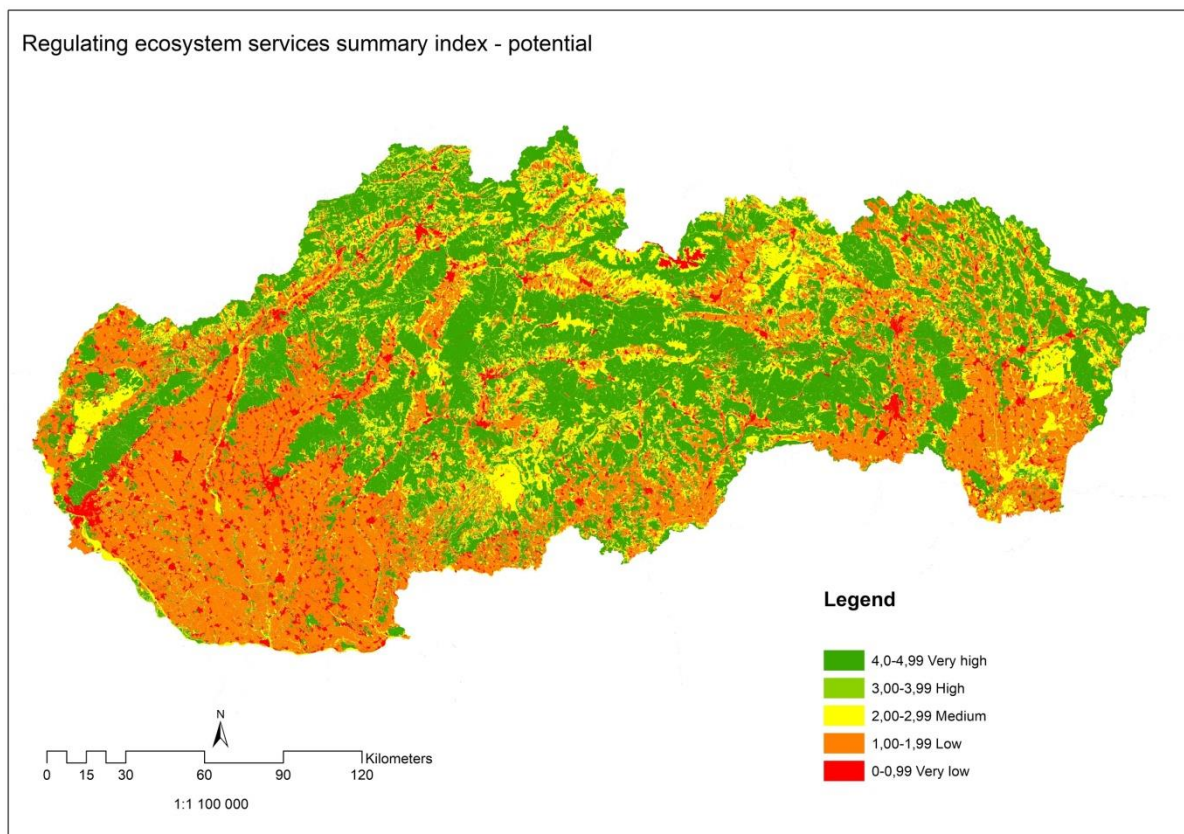 Regulating ecosystem services summary index - potential
Legend
4,0-4,99 Very high
3,00-3,99 High
2,00-2,99 Medium
1,00-1,99 Low
0-0,99 Very low
N
Kilometers
0 15 30 60 90 120
1:1 100 000